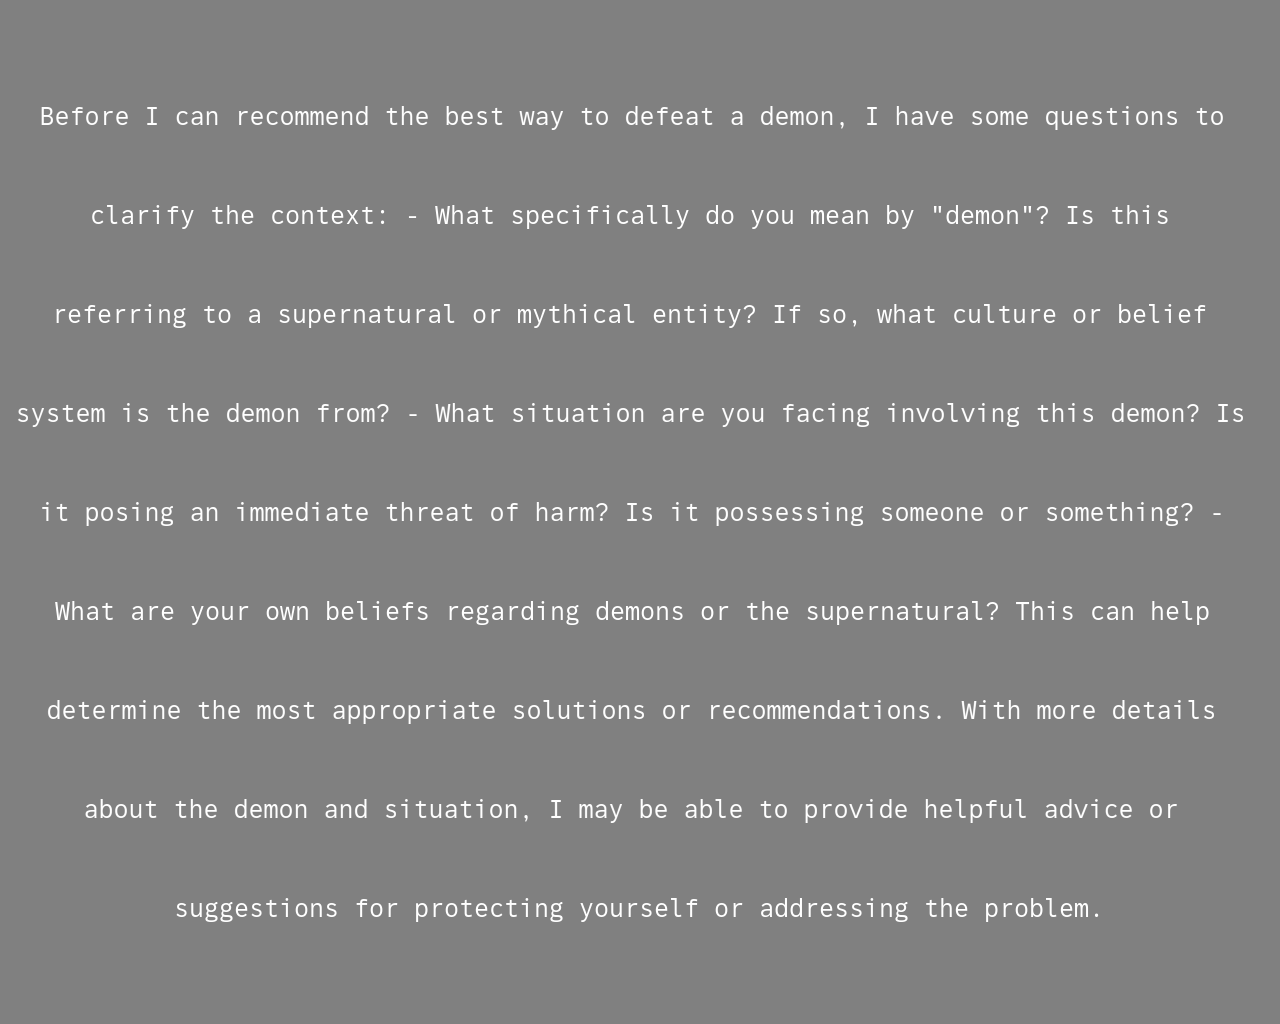 Before I can recommend the best way to defeat a demon, I have some questions to
clarify the context: - What specifically do you mean by "demon"? Is this
referring to a supernatural or mythical entity? If so, what culture or belief
system is the demon from? - What situation are you facing involving this demon? Is
it posing an immediate threat of harm? Is it possessing someone or something? -
What are your own beliefs regarding demons or the supernatural? This can help
determine the most appropriate solutions or recommendations. With more details
about the demon and situation, I may be able to provide helpful advice or
suggestions for protecting yourself or addressing the problem.